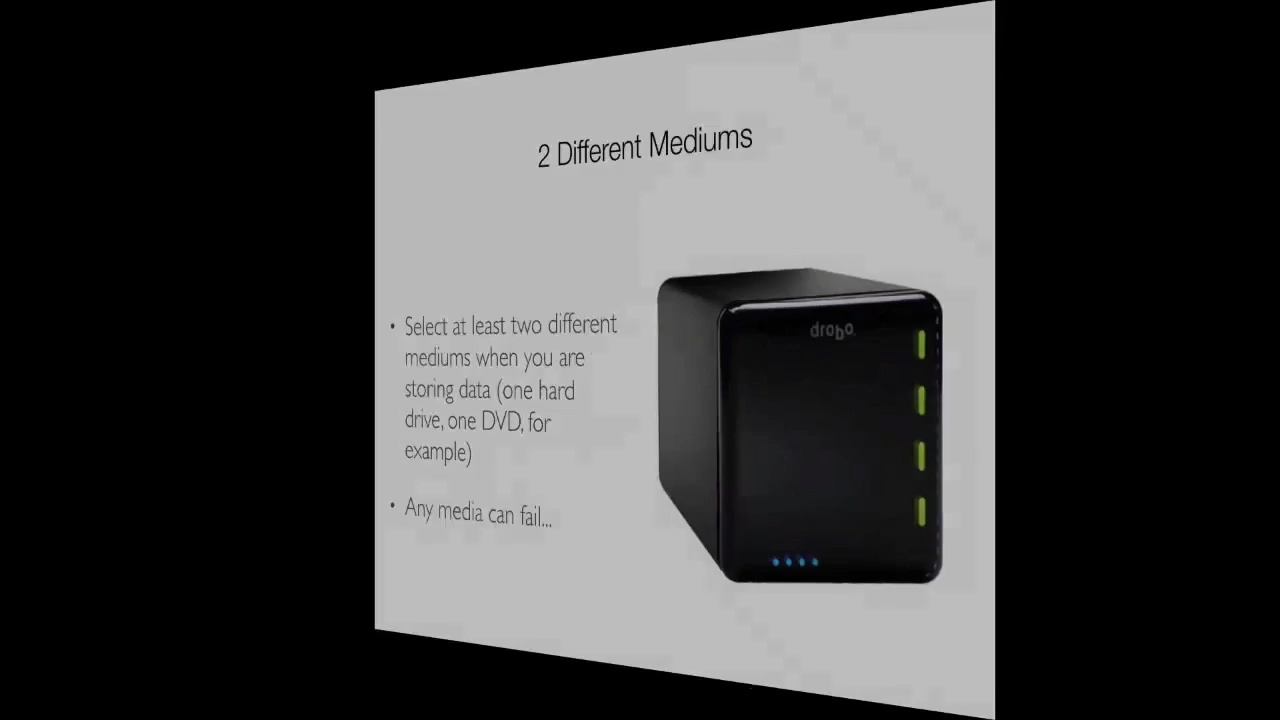 2 Different Mediums
• Select at least two different
mediums when you are
storing data (one hard
drive, one DVD, for
example)
• Any media can fail...
drobo